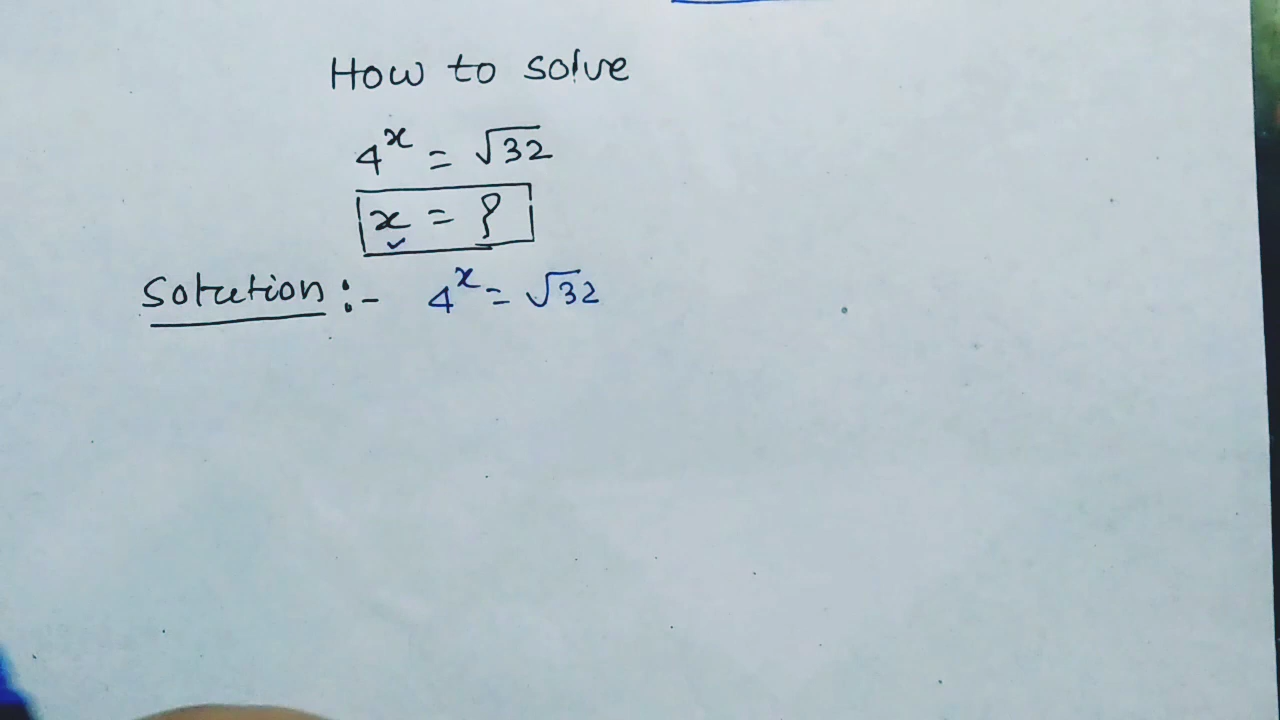 How to solve
4^x = √32
x = ?
Solution :- 4^x = √32